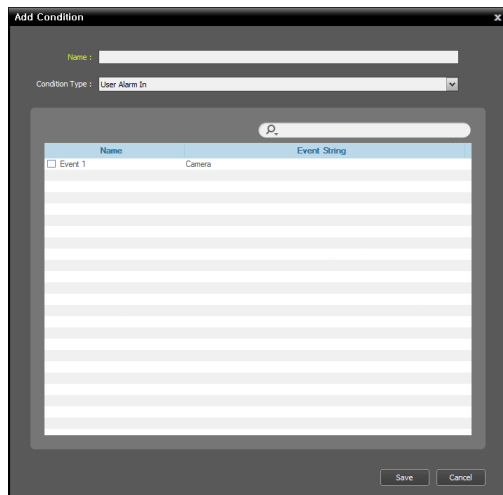 Add Condition x
Name :
Condition Type : User Alarm In
Name Event String
Event 1 Camera
Save Cancel